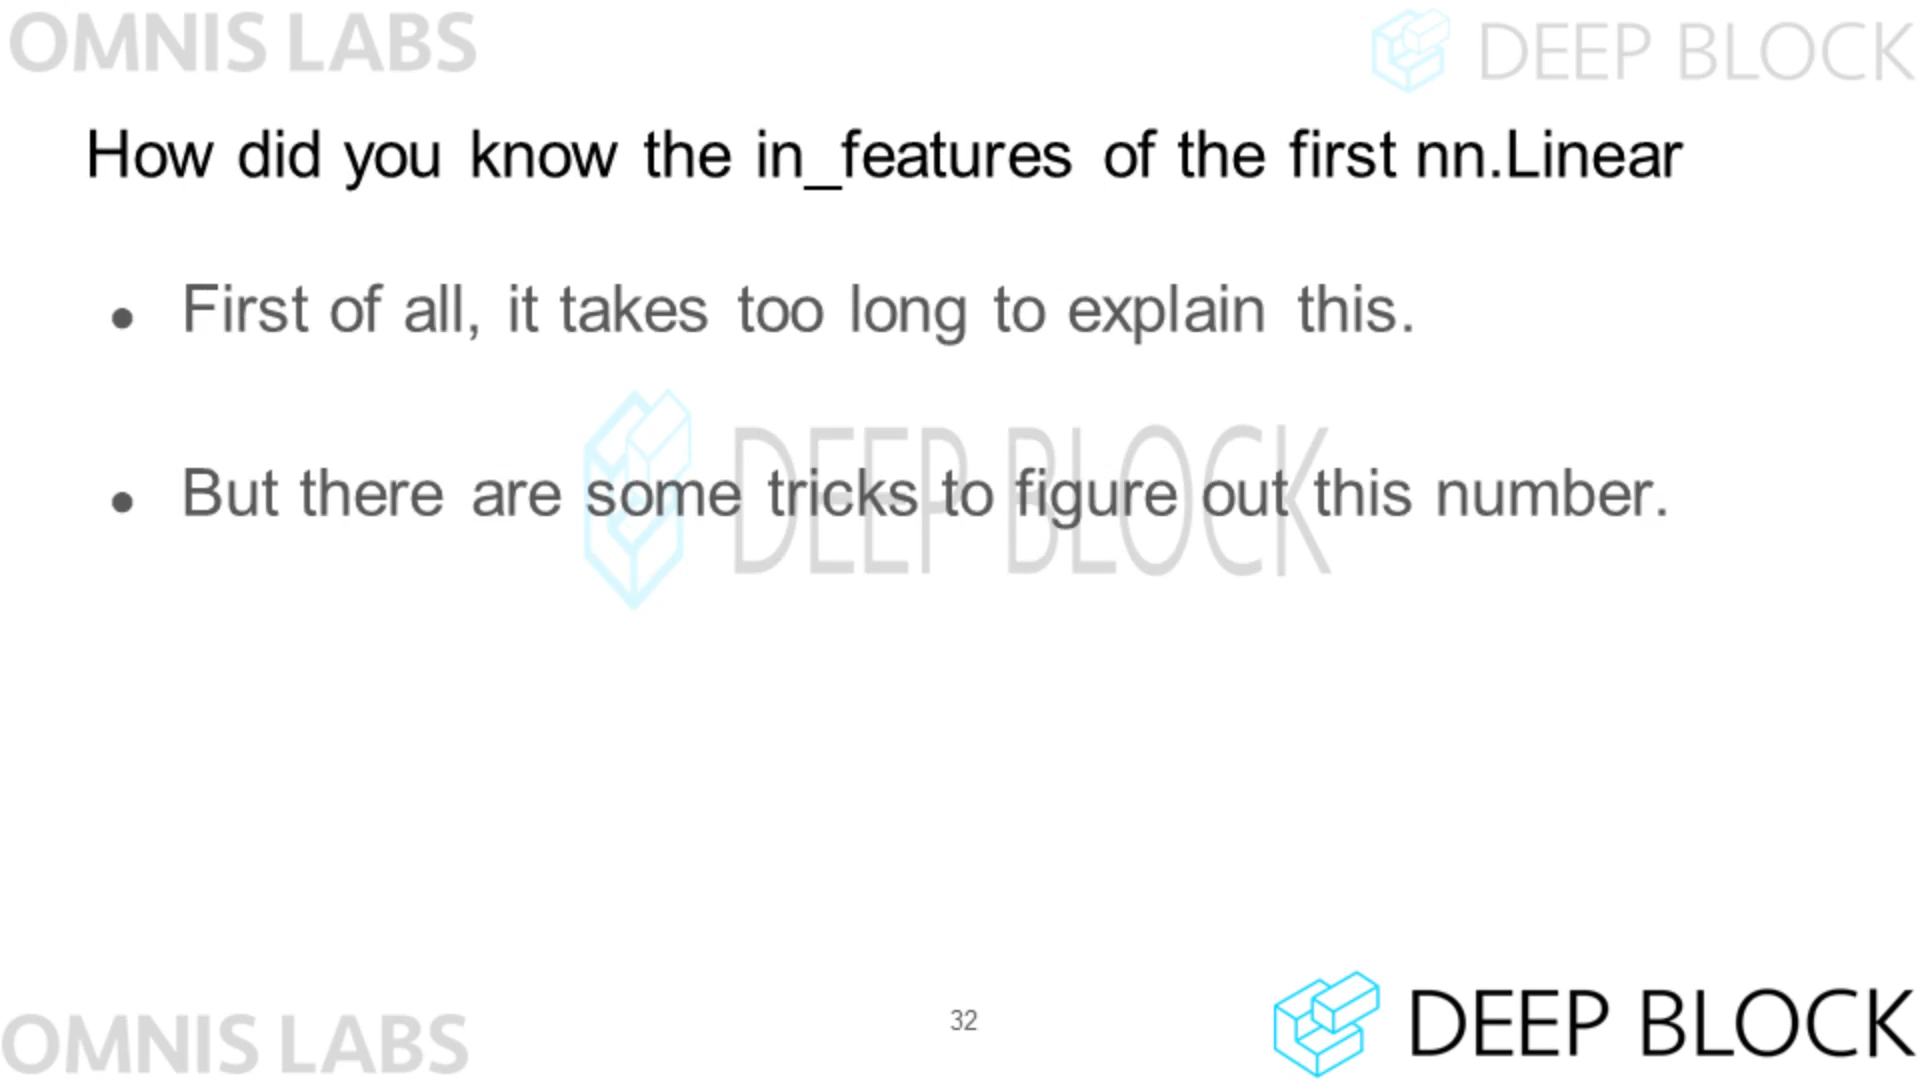 OMNIS LABS
DEEP BLOCK
How did you know the in_features of the first nn.Linear
● First of all, it takes too long to explain this.
DEEP BLOCK
● But there are some tricks to figure out this number.
OMNIS LABS
32
DEEP BLOCK